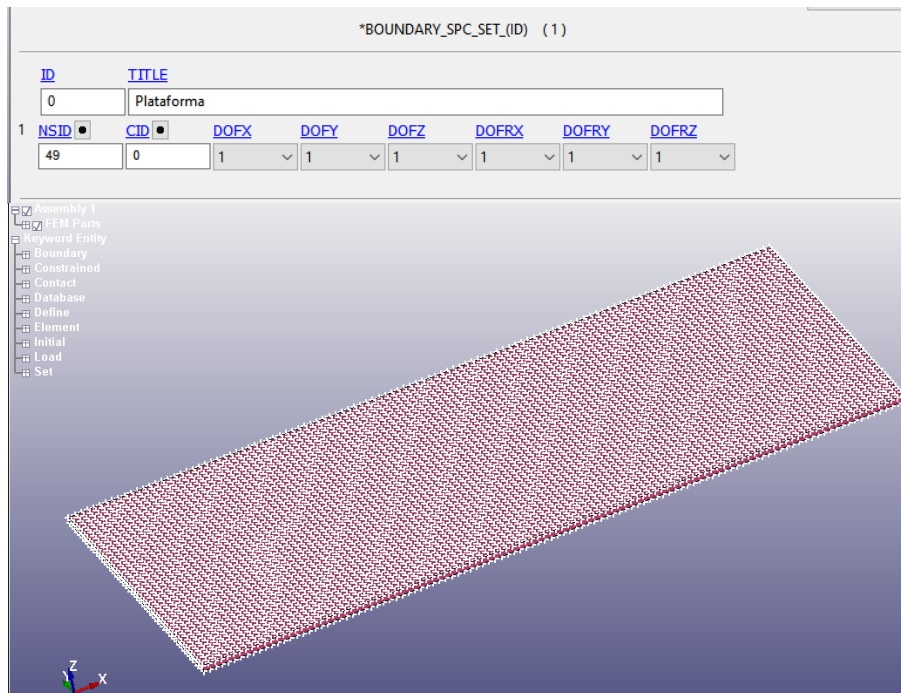 *BOUNDARY_SPC_SET_(ID) (1)
ID TITLE
0 Plataforma
1 NSID CID DOFX DOFY DOFZ DOFRX DOFRY DOFRZ
49 0 1 1 1 1 1 1
Assembly 1
FEM Parts
Keyword Entity
Boundary
Constrained
Contact
Database
Define
Element
Initial
Load
Set
Z
Y X